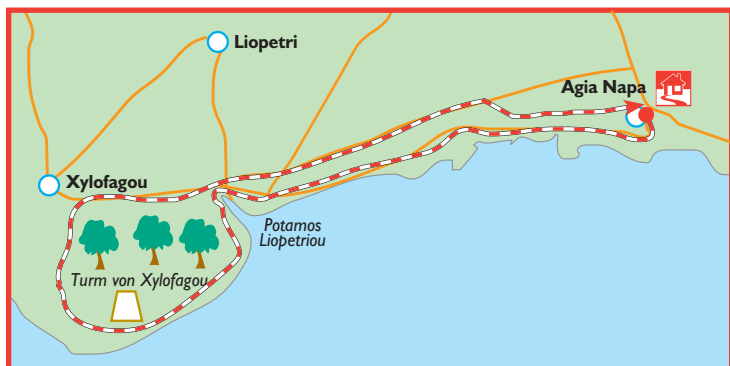 Liopetri
Agia Napa
Xylofagou
Potamos
Liopetriou
Turm von Xylofagou